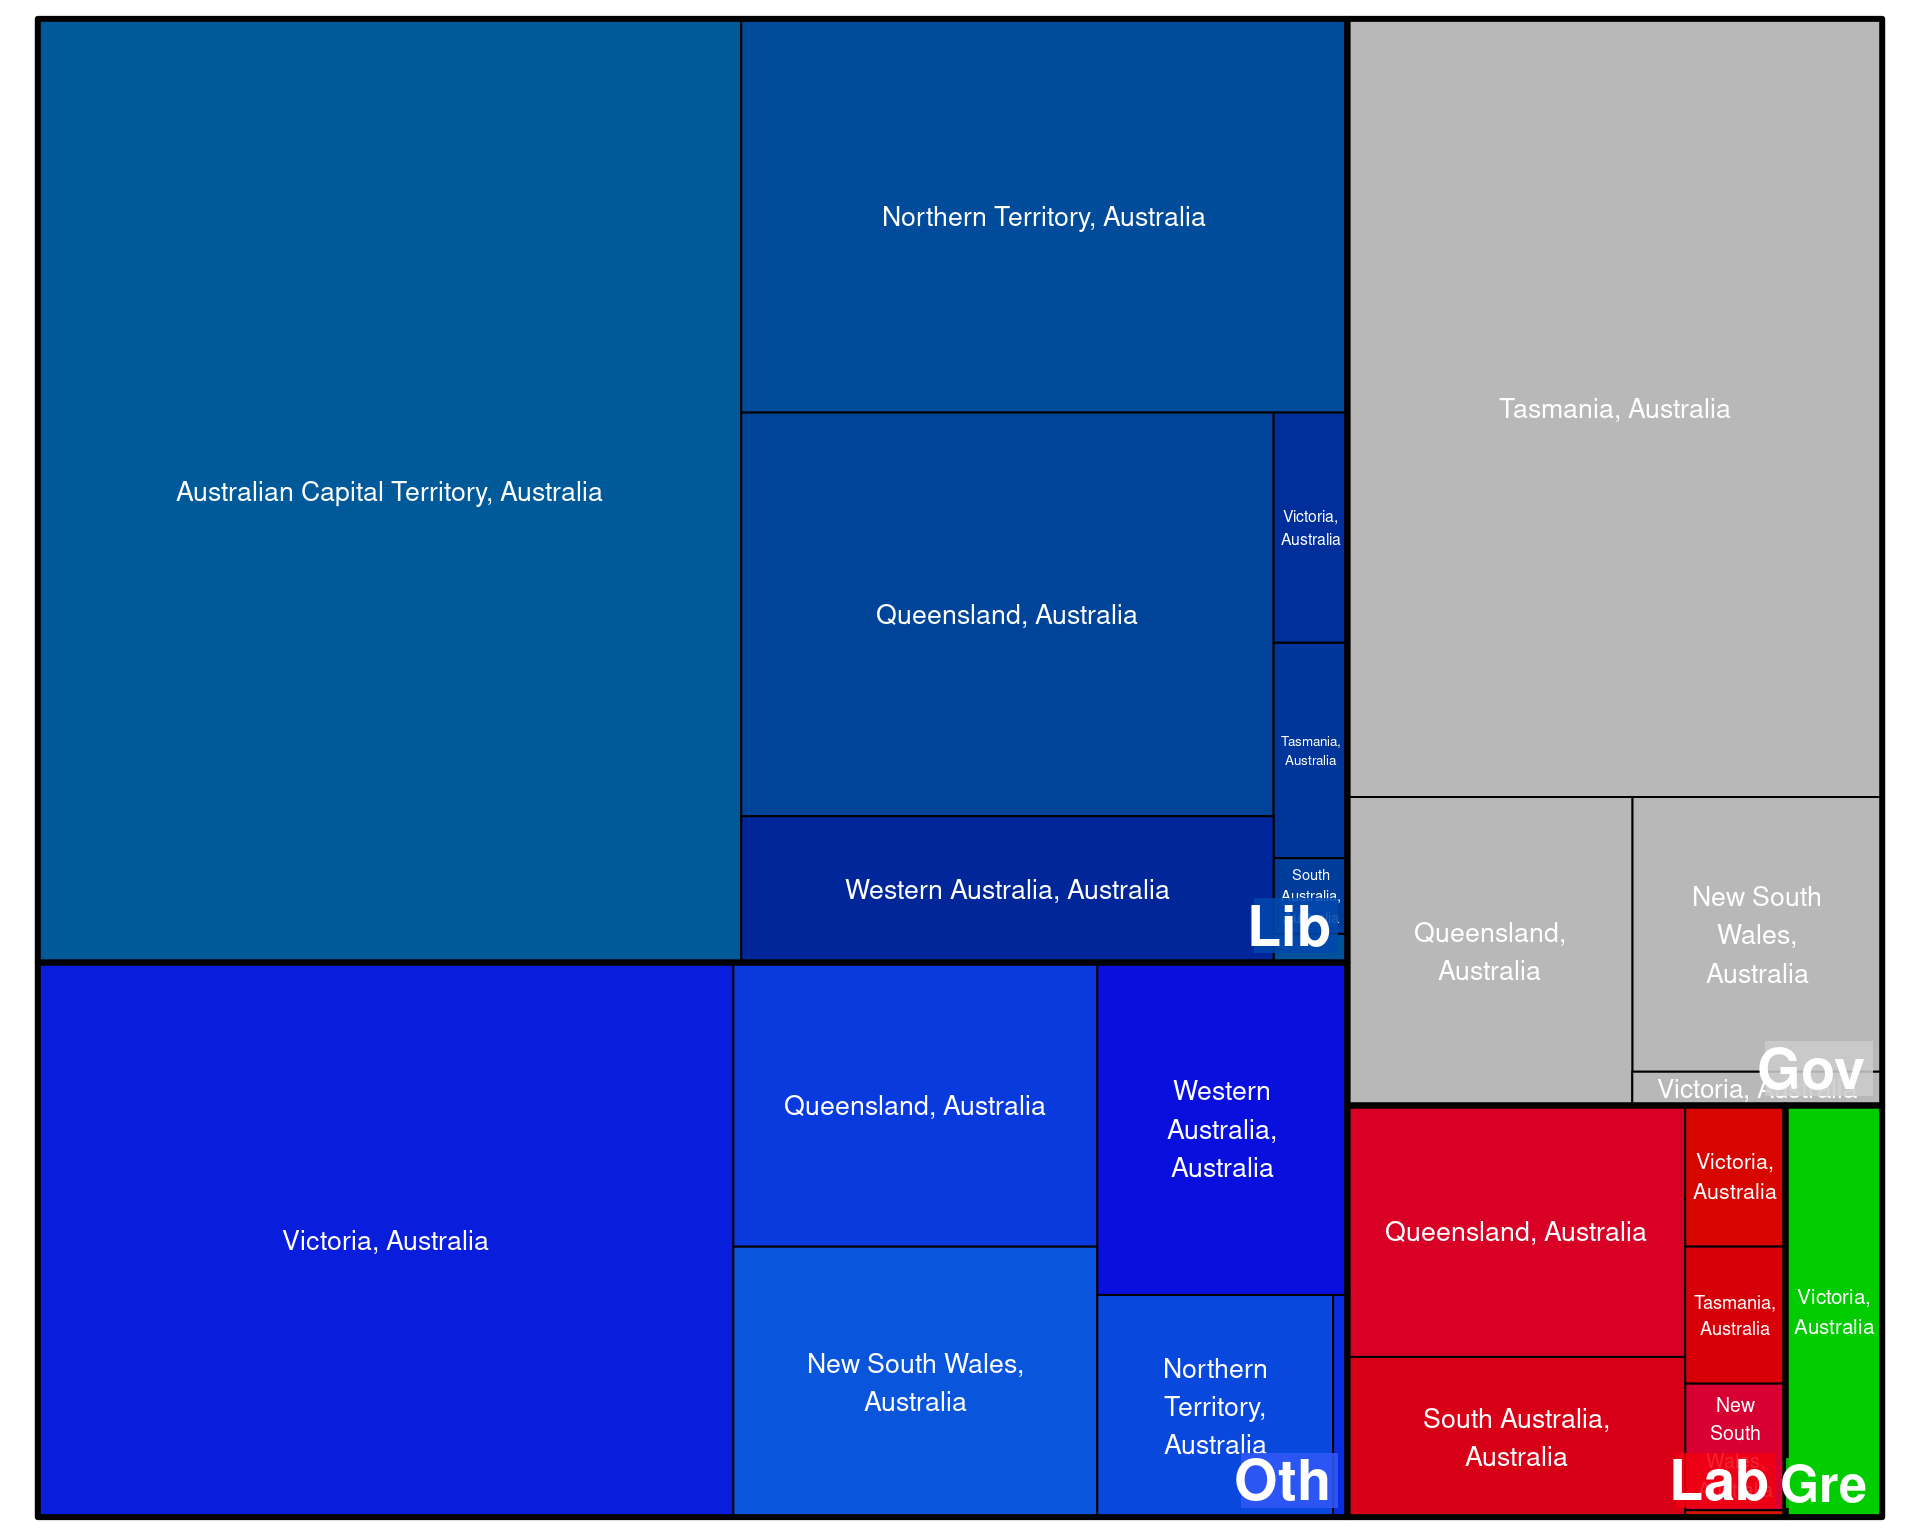 Australian Capital Territory, Australia
Northern Territory, Australia
Queensland, Australia
Victoria,
Australia
Tasmania,
Australia
Western Australia, Australia
South
Australia,
Lib
Tasmania, Australia
Queensland,
Australia
New South
Wales,
Australia
Victoria, Australia
Gov
Victoria, Australia
Queensland, Australia
New South Wales,
Australia
Western
Australia,
Australia
Northern
Territory,
Australia
Oth
Queensland, Australia
South Australia,
Australia
Victoria,
Australia
Tasmania,
Australia
New
South
Wales,
Lab
Victoria,
Australia
Gre